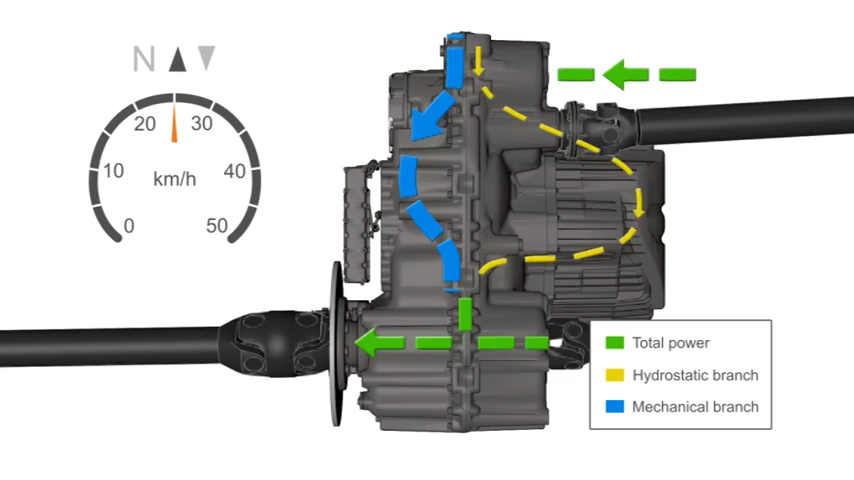 N
20
30
10
km/h
40
0
50
Total power
Hydrostatic branch
Mechanical branch